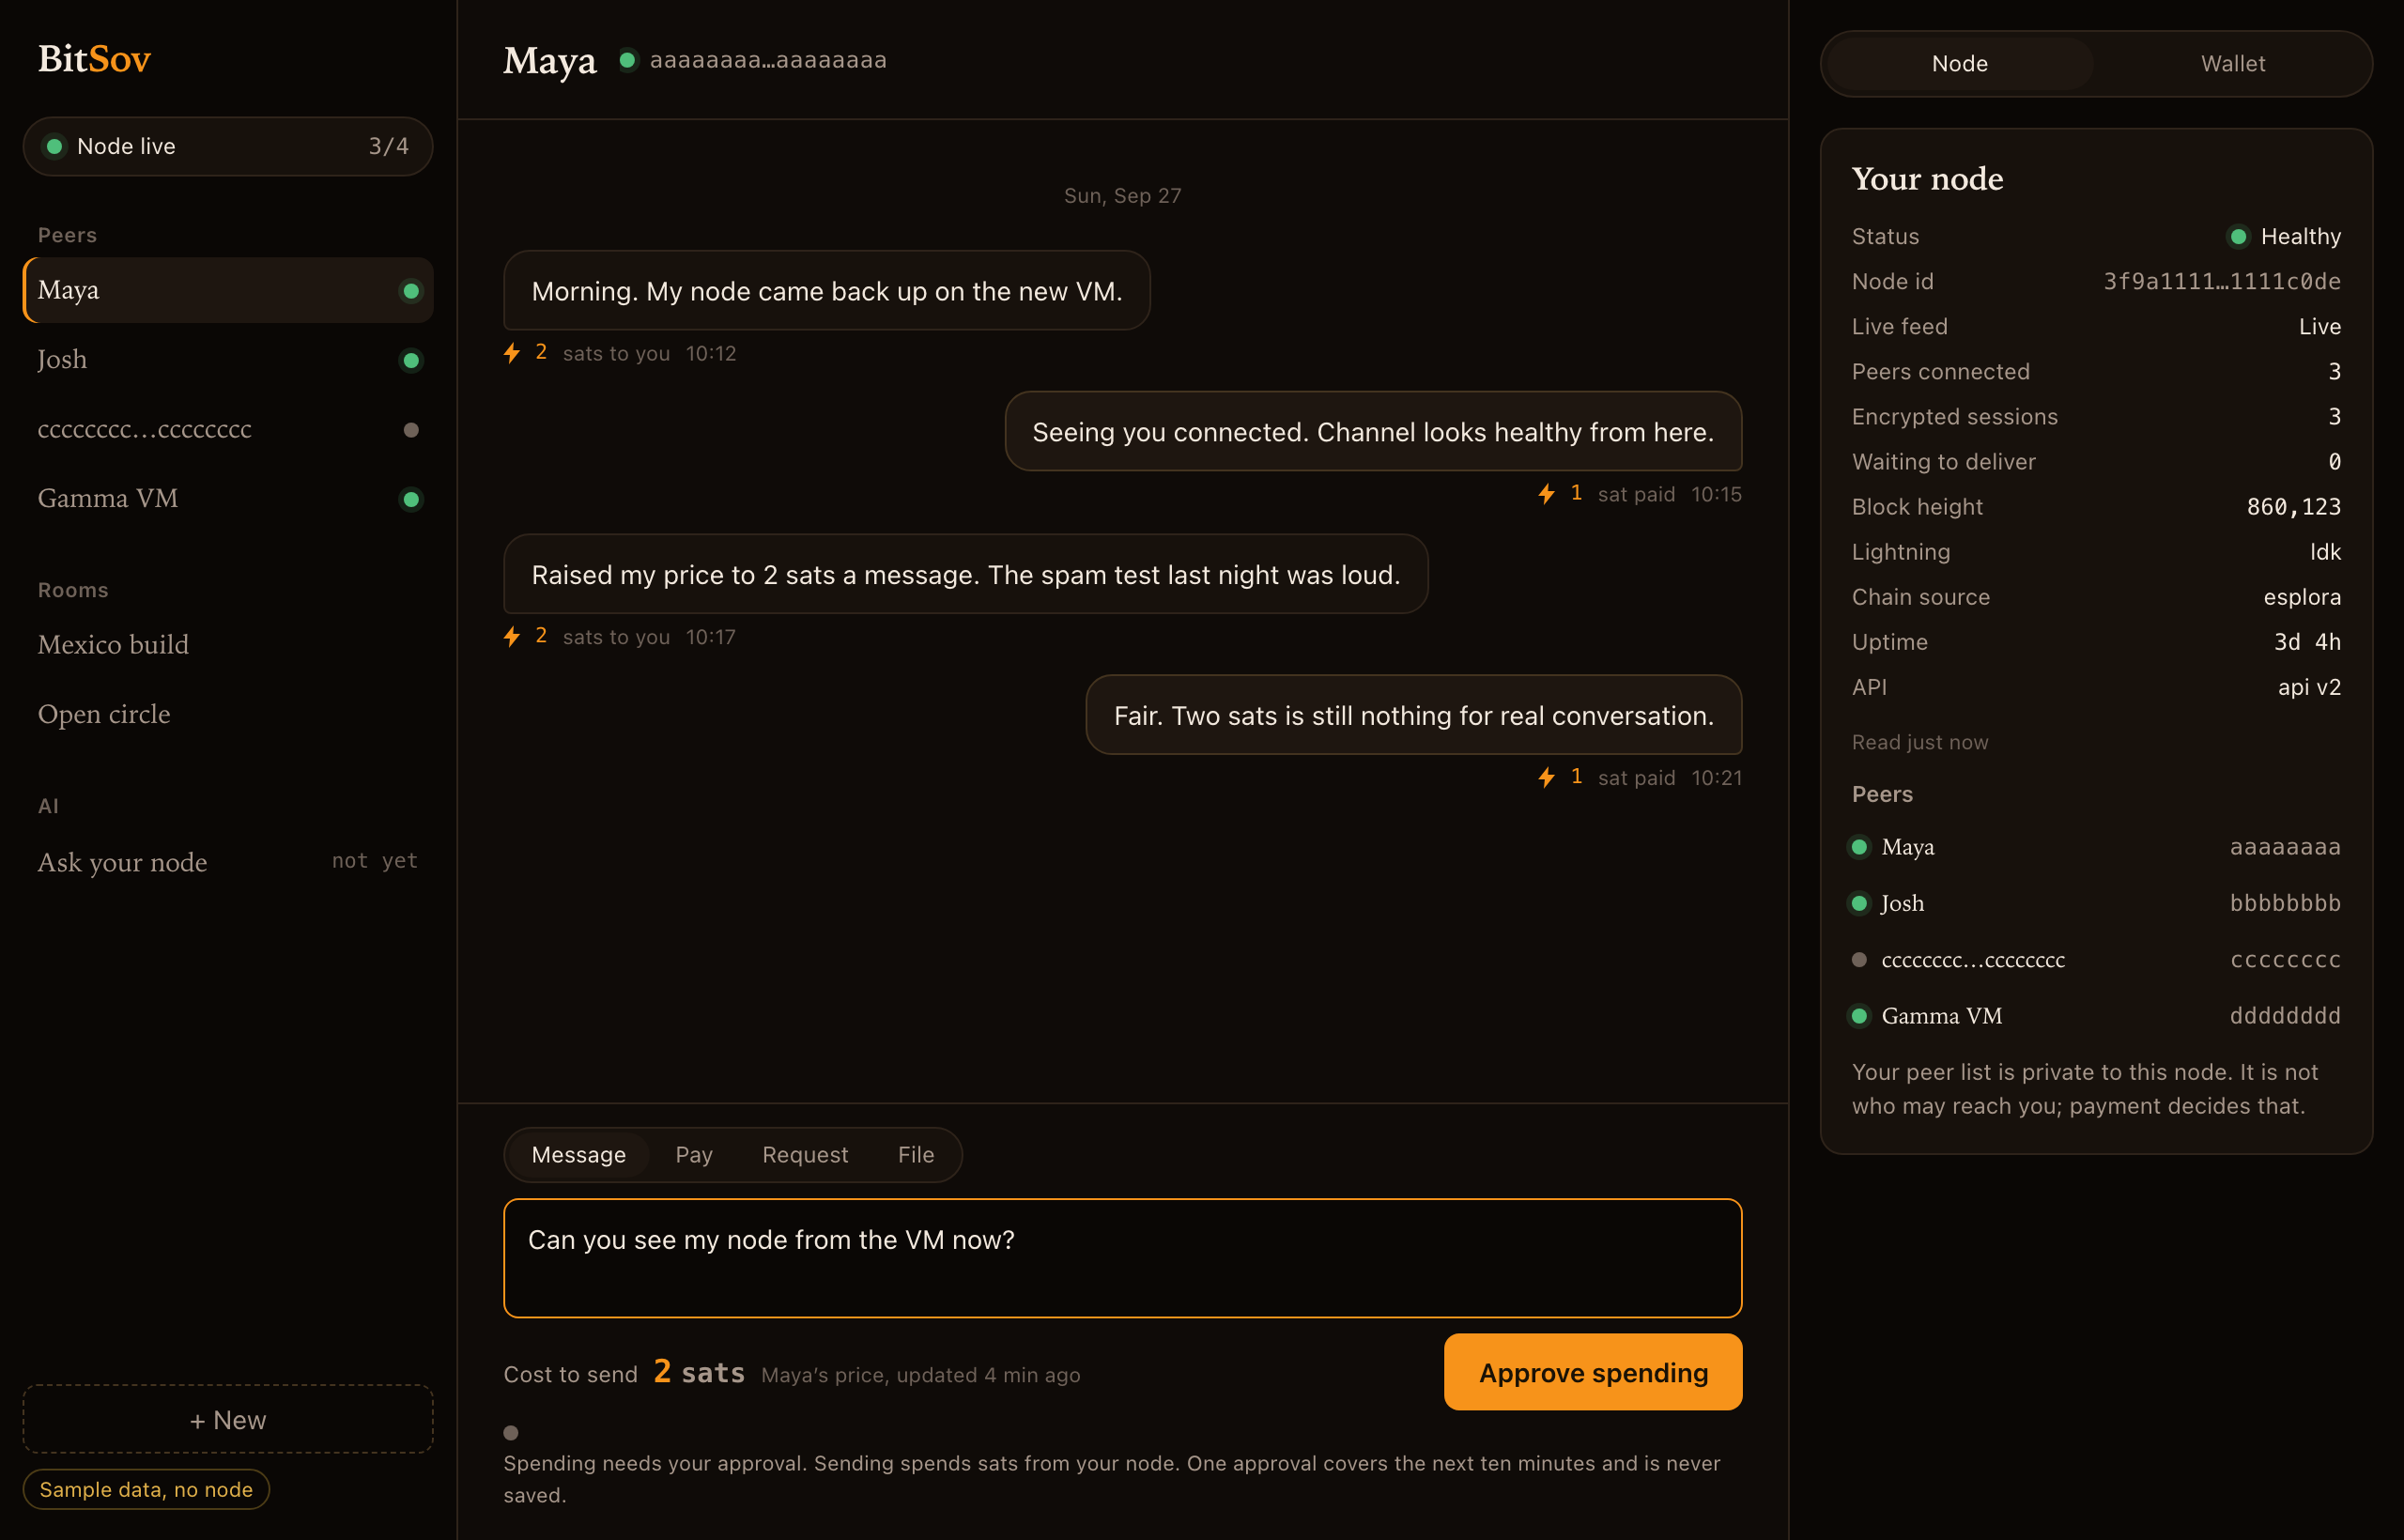 BitSov
Node live 3/4
Peers
Maya
Josh
cccccccc…cccccccc
Gamma VM
Rooms
Mexico build
Open circle
AI
Ask your node not yet
+ New
Sample data, no node
Maya aaaaaaaa…aaaaaaaa
Sun, Sep 27
Morning. My node came back up on the new VM.
2 sats to you 10:12
Seeing you connected. Channel looks healthy from here.
1 sat paid 10:15
Raised my price to 2 sats a message. The spam test last night was loud.
2 sats to you 10:17
Fair. Two sats is still nothing for real conversation.
1 sat paid 10:21
Message Pay Request File
Can you see my node from the VM now?
Cost to send 2 sats Maya’s price, updated 4 min ago
Approve spending
Spending needs your approval. Sending spends sats from your node. One approval covers the next ten minutes and is never
saved.
Node Wallet
Your node
Status Healthy
Node id 3f9a1111…1111c0de
Live feed Live
Peers connected 3
Encrypted sessions 3
Waiting to deliver 0
Block height 860,123
Lightning ldk
Chain source esplora
Uptime 3d 4h
API api v2
Read just now
Peers
Maya aaaaaaaa
Josh bbbbbbbb
cccccccc…cccccccc cccccccc
Gamma VM dddddddd
Your peer list is private to this node. It is not
who may reach you; payment decides that.